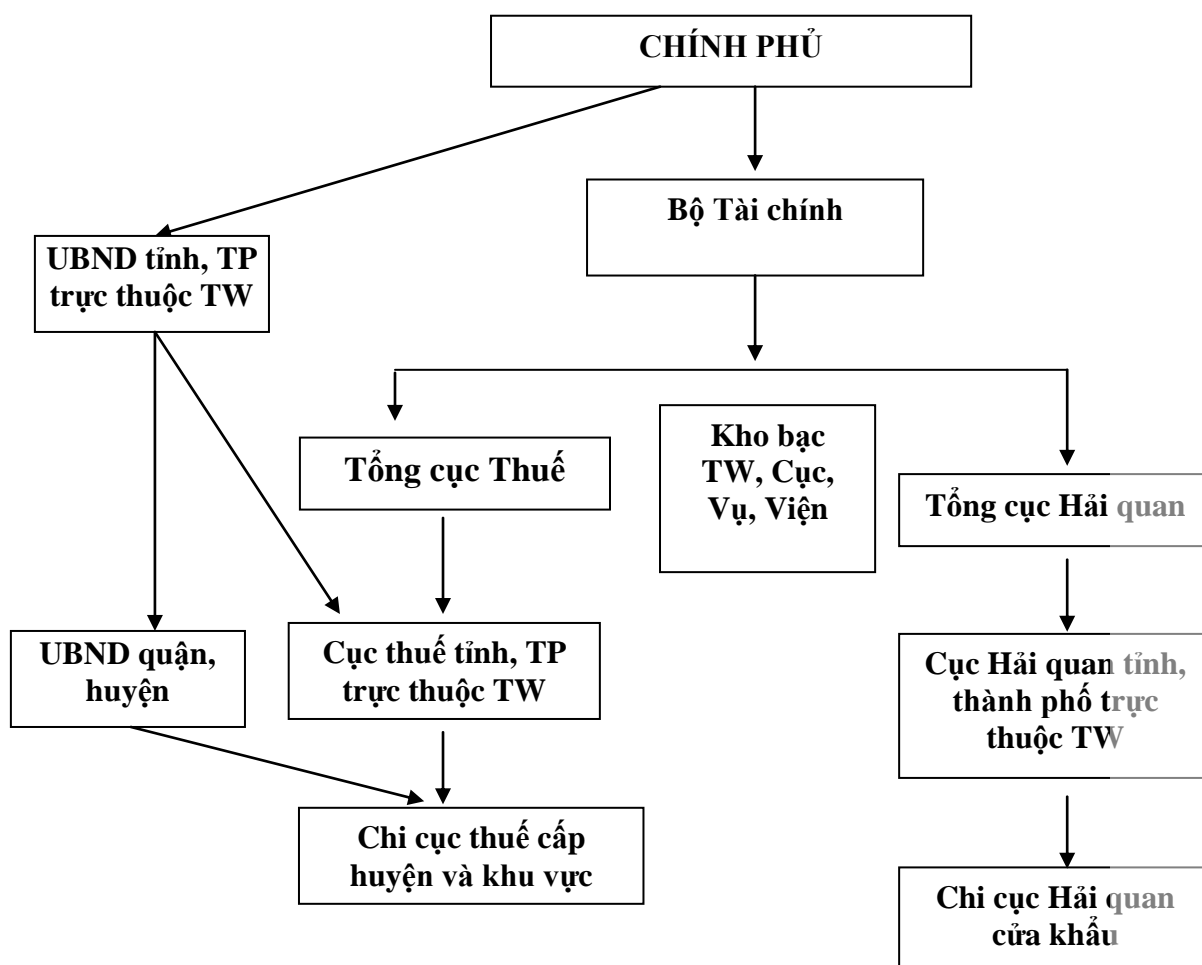 CHÍNH PHỦ
Bộ Tài chính
UBND tỉnh, TP
trực thuộc TW
Tổng cục Thuế
Kho bạc
TW, Cục,
Vụ, Viện
Tổng cục Hải quan
UBND quận,
huyện
Cục thuế tỉnh, TP
trực thuộc TW
Cục Hải quan tỉnh,
thành phố trực
thuộc TW
Chi cục thuế cấp
huyện và khu vực
Chi cục Hải quan
cửa khẩu